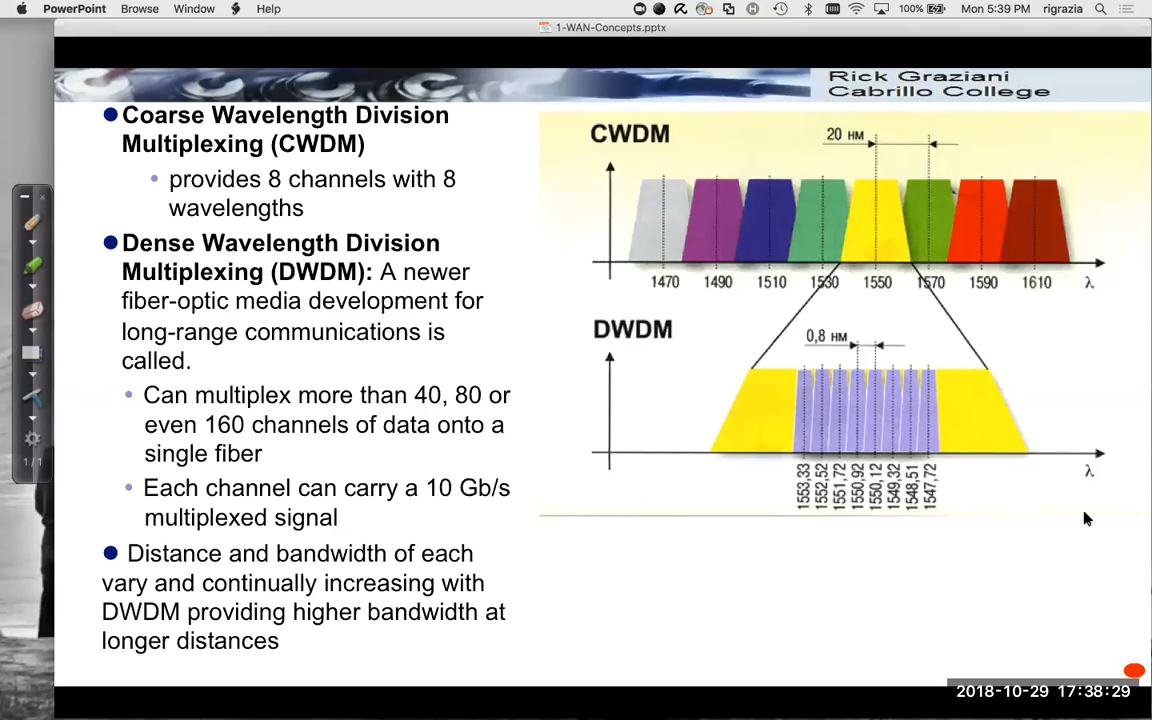 PowerPoint Browse Window Help 100% Mon 5:39 PM rigrazia
1-WAN-Concepts.pptx
Rick Graziani
Cabrillo College
Coarse Wavelength Division
Multiplexing (CWDM)
provides 8 channels with 8
wavelengths
Dense Wavelength Division
Multiplexing (DWDM): A newer
fiber-optic media development for
long-range communications is
called.
Can multiplex more than 40, 80 or
even 160 channels of data onto a
single fiber
Each channel can carry a 10 Gb/s
multiplexed signal
Distance and bandwidth of each
vary and continually increasing with
DWDM providing higher bandwidth at
longer distances
CWDM
20 нм
1470 1490 1510 1530 1550 1570 1590 1610 λ
DWDM
0,8 нм
λ
1553,33
1552,52
1551,72
1550,92
1550,12
1549,32
1548,51
1547,72
1/1
2018-10-29 17:38:29